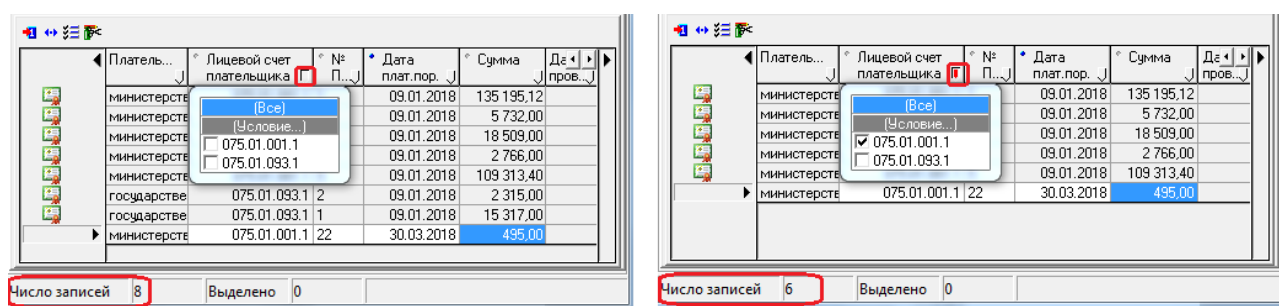 Платель... Лицевой счет плательщика № П... Дата плат.пор. Сумма Да пров...
министерств 09.01.2018 135 195,12
(Все)
министерств 09.01.2018 5 732,00
(Условие...)
министерств 09.01.2018 18 509,00
075.01.001.1
министерств 09.01.2018 2 766,00
075.01.093.1
министерств 09.01.2018 109 313,40
государстве 075.01.093.1 2 09.01.2018 2 315,00
государстве 075.01.093.1 1 09.01.2018 15 317,00
министерств 075.01.001.1 22 30.03.2018 495,00
Число записей 8 Выделено 0
Платель... Лицевой счет плательщика № П... Дата плат.пор. Сумма Да пров...
министерств 09.01.2018 135 195,12
(Все)
министерств 09.01.2018 5 732,00
(Условие...)
министерств 09.01.2018 18 509,00
075.01.001.1
министерств 09.01.2018 2 766,00
075.01.093.1
министерств 09.01.2018 109 313,40
министерств 075.01.001.1 22 30.03.2018 495,00
Число записей 6 Выделено 0